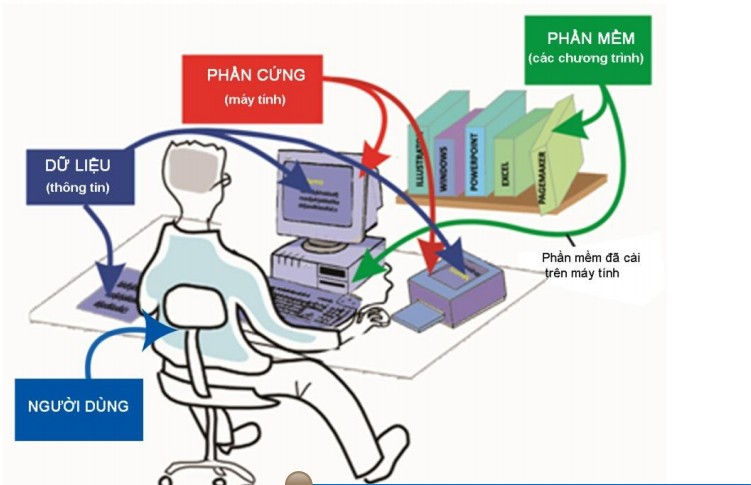 PHẦN MỀM
(các chương trình)
PHẦN CỨNG
(máy tính)
DỮ LIỆU
(thông tin)
ILLUSTRAT
WINDOWS
POWERPOINT
EXCEL
PAGEMAKER
Phần mềm đã cài
trên máy tính
NGƯỜI DÙNG